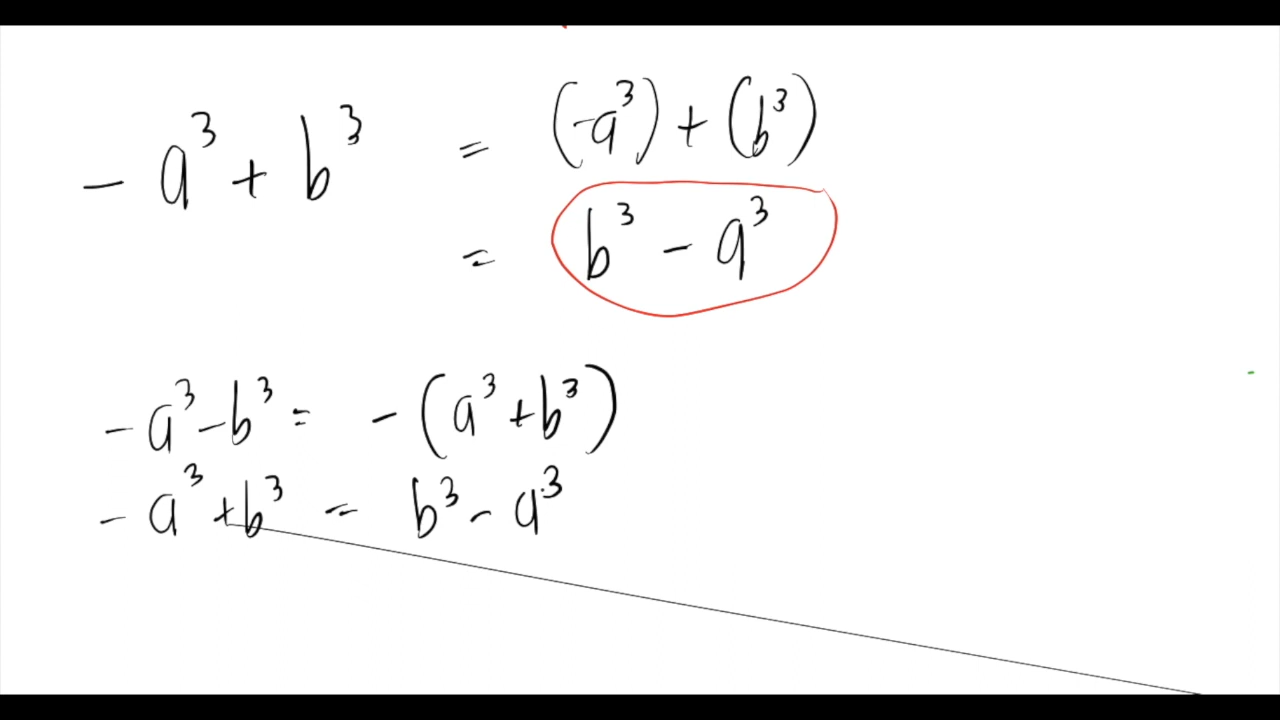 -a³ + b³ = (-a³) + (b³)
= b³ - a³
-a³ - b³ = -(a³ + b³)
-a³ + b³ = b³ - a³